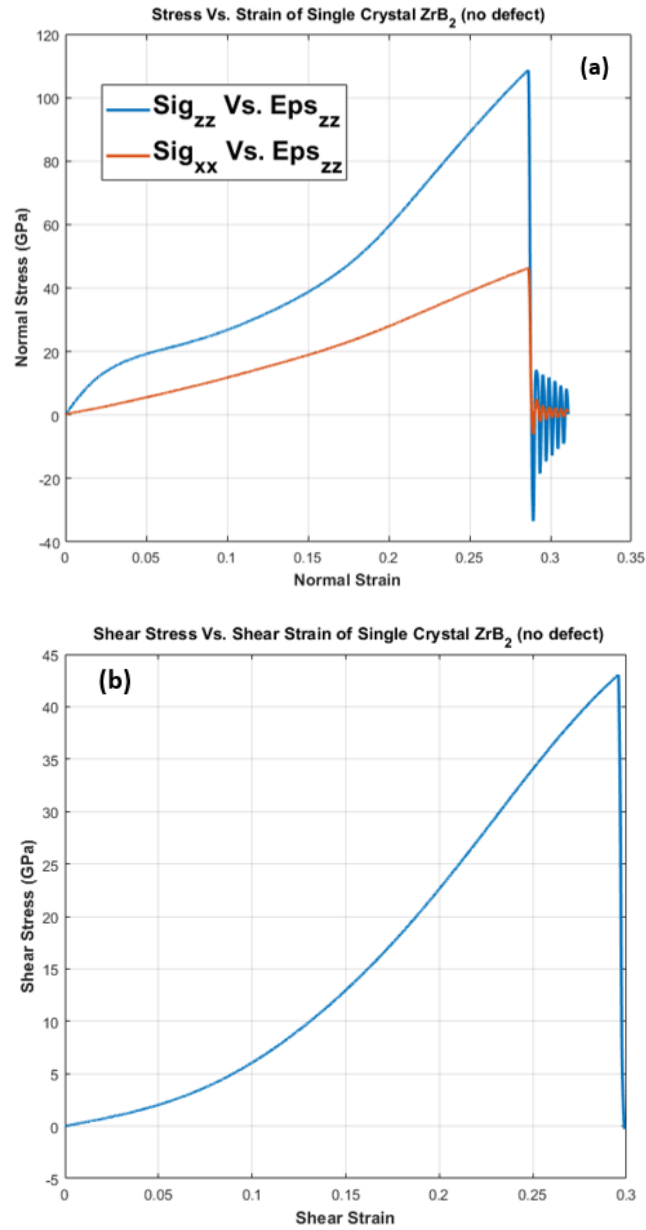 Stress Vs. Strain of Single Crystal ZrB₂ (no defect)
(a)
Sig_zz Vs. Eps_zz
Sig_xx Vs. Eps_zz
120
100
80
60
40
20
0
-20
-40
Normal Stress (GPa)
0 0.05 0.1 0.15 0.2 0.25 0.3 0.35
Normal Strain
Shear Stress Vs. Shear Strain of Single Crystal ZrB₂ (no defect)
(b)
45
40
35
30
25
20
15
10
5
0
-5
Shear Stress (GPa)
0 0.05 0.1 0.15 0.2 0.25 0.3
Shear Strain